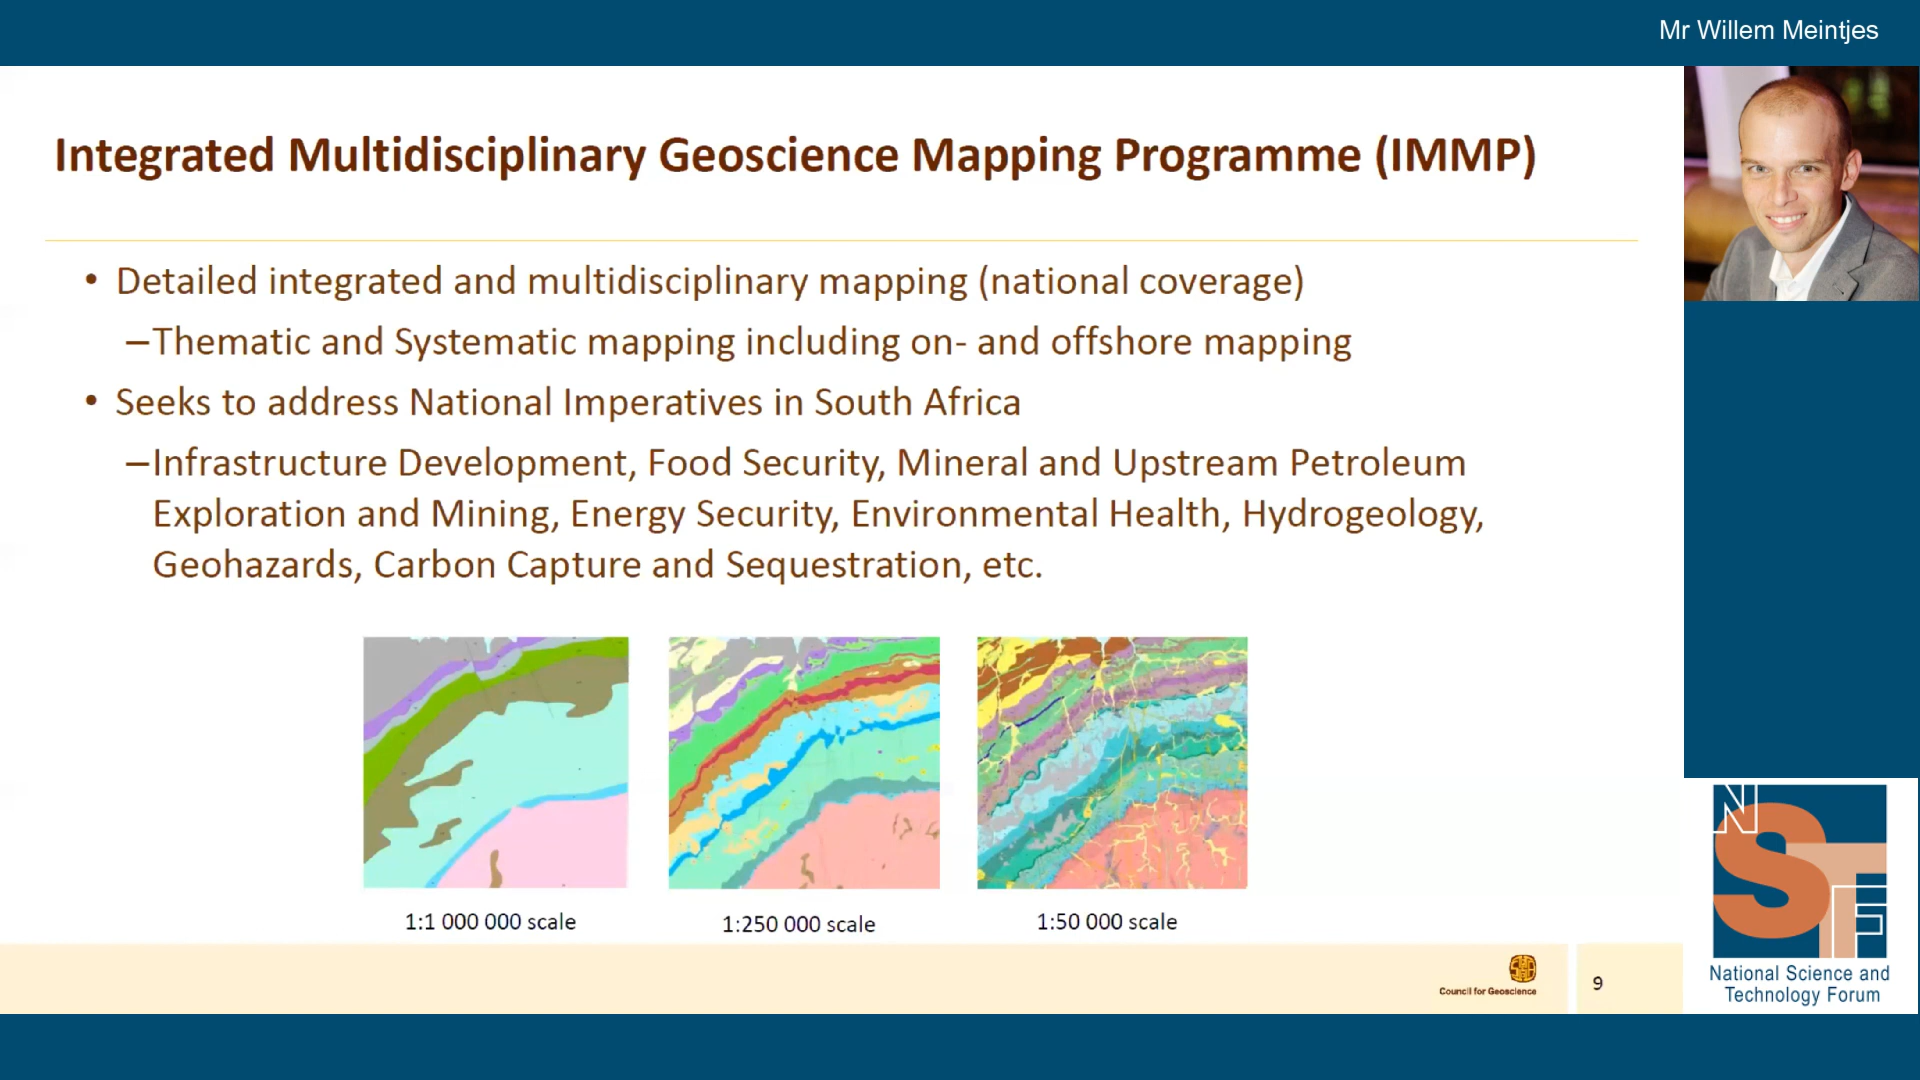 Mr Willem Meintjes
Integrated Multidisciplinary Geoscience Mapping Programme (IMMP)
• Detailed integrated and multidisciplinary mapping (national coverage)
–Thematic and Systematic mapping including on- and offshore mapping
• Seeks to address National Imperatives in South Africa
–Infrastructure Development, Food Security, Mineral and Upstream Petroleum
Exploration and Mining, Energy Security, Environmental Health, Hydrogeology,
Geohazards, Carbon Capture and Sequestration, etc.
1:1 000 000 scale
1:250 000 scale
1:50 000 scale
Council for Geoscience
9
NSTF
National Science and
Technology Forum